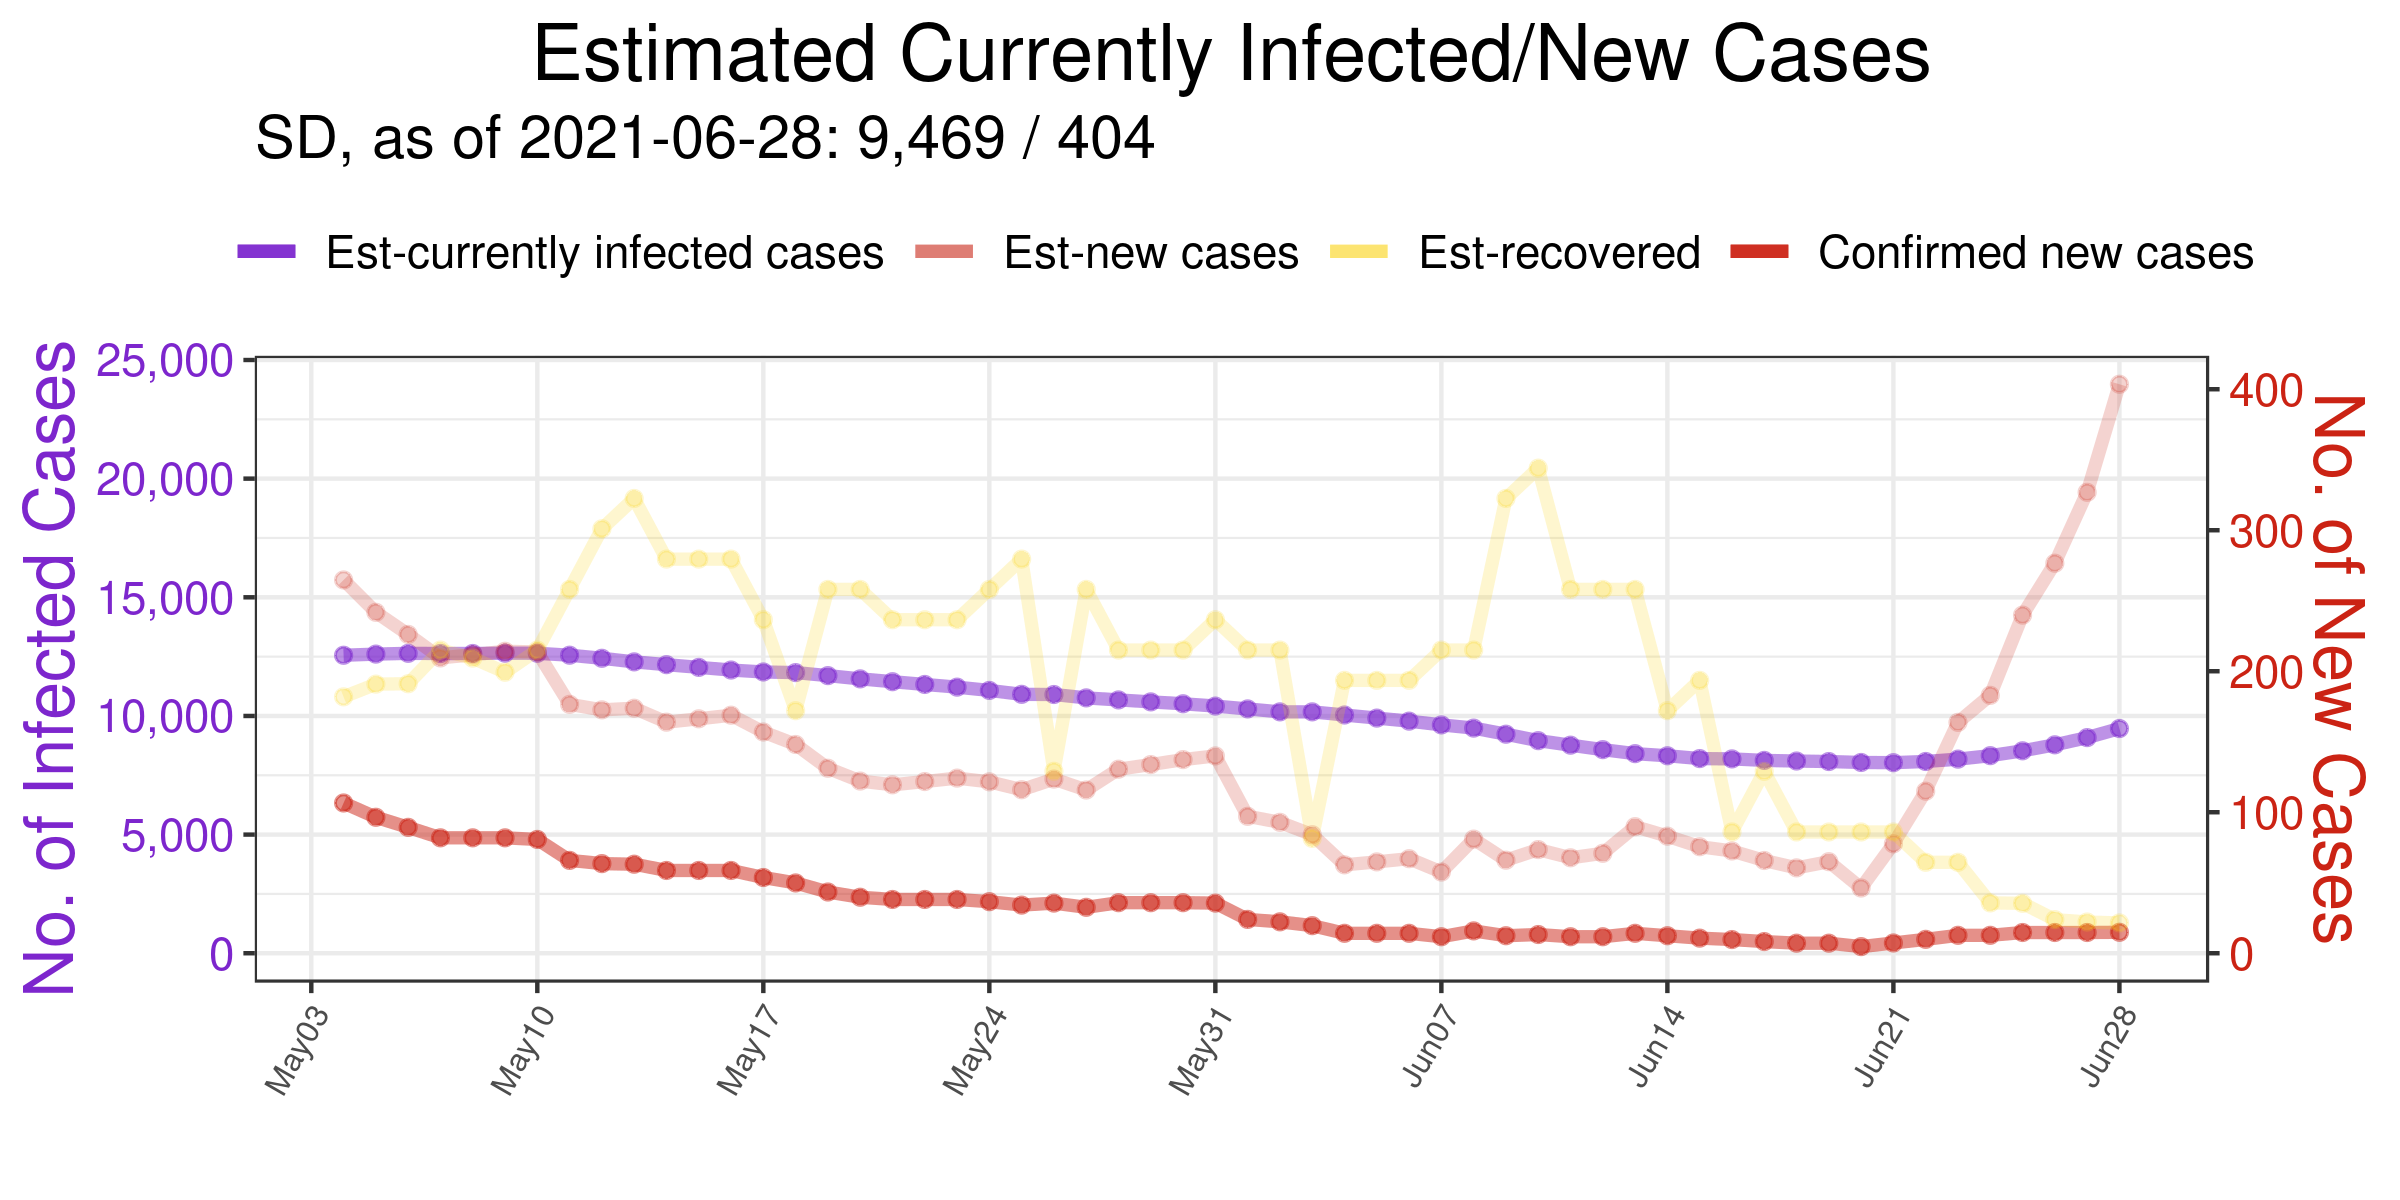 Estimated Currently Infected/New Cases
SD, as of 2021-06-28: 9,469 / 404
Est-currently infected cases Est-new cases Est-recovered Confirmed new cases
No. of Infected Cases
25,000
20,000
15,000
10,000
5,000
0
400
300
200
100
0
No. of New Cases
May03 May10 May17 May24 May31 Jun07 Jun14 Jun21 Jun28